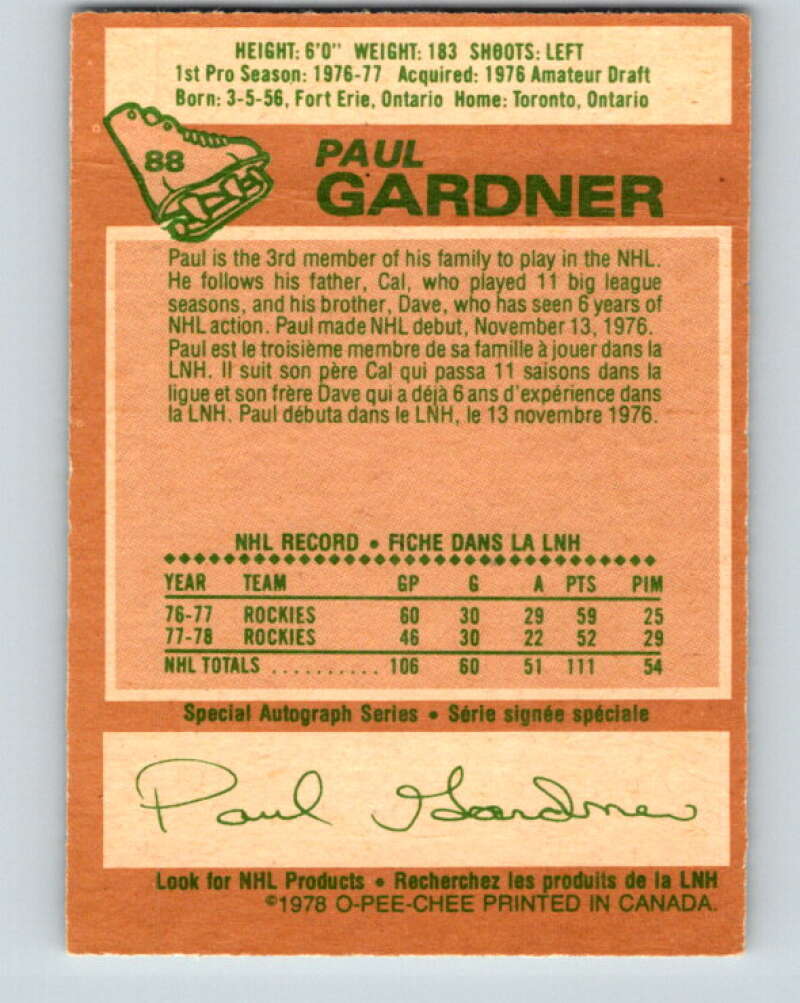 HEIGHT: 6'0" WEIGHT: 183 SHOOTS: LEFT
1st Pro Season: 1976-77 Acquired: 1976 Amateur Draft
Born: 3-5-56, Fort Erie, Ontario Home: Toronto, Ontario
88
PAUL
GARDNER
Paul is the 3rd member of his family to play in the NHL.
He follows his father, Cal, who played 11 big league
seasons, and his brother, Dave, who has seen 6 years of
NHL action. Paul made NHL debut, November 13, 1976.
Paul est le troisième membre de sa famille à jouer dans la
LNH. Il suit son père Cal qui passa 11 saisons dans la
ligue et son frère Dave qui a déjà 6 ans d'expérience dans
la LNH. Paul débuta dans le LNH, le 13 novembre 1976.
NHL RECORD • FICHE DANS LA LNH
YEAR TEAM GP G A PTS PIM
76-77 ROCKIES 60 30 29 59 25
77-78 ROCKIES 46 30 22 52 29
NHL TOTALS .......... 106 60 51 111 54
Special Autograph Series • Série signée spéciale
Paul Gardner
Look for NHL Products • Recherchez les produits de la LNH
©1978 O-PEE-CHEE PRINTED IN CANADA.